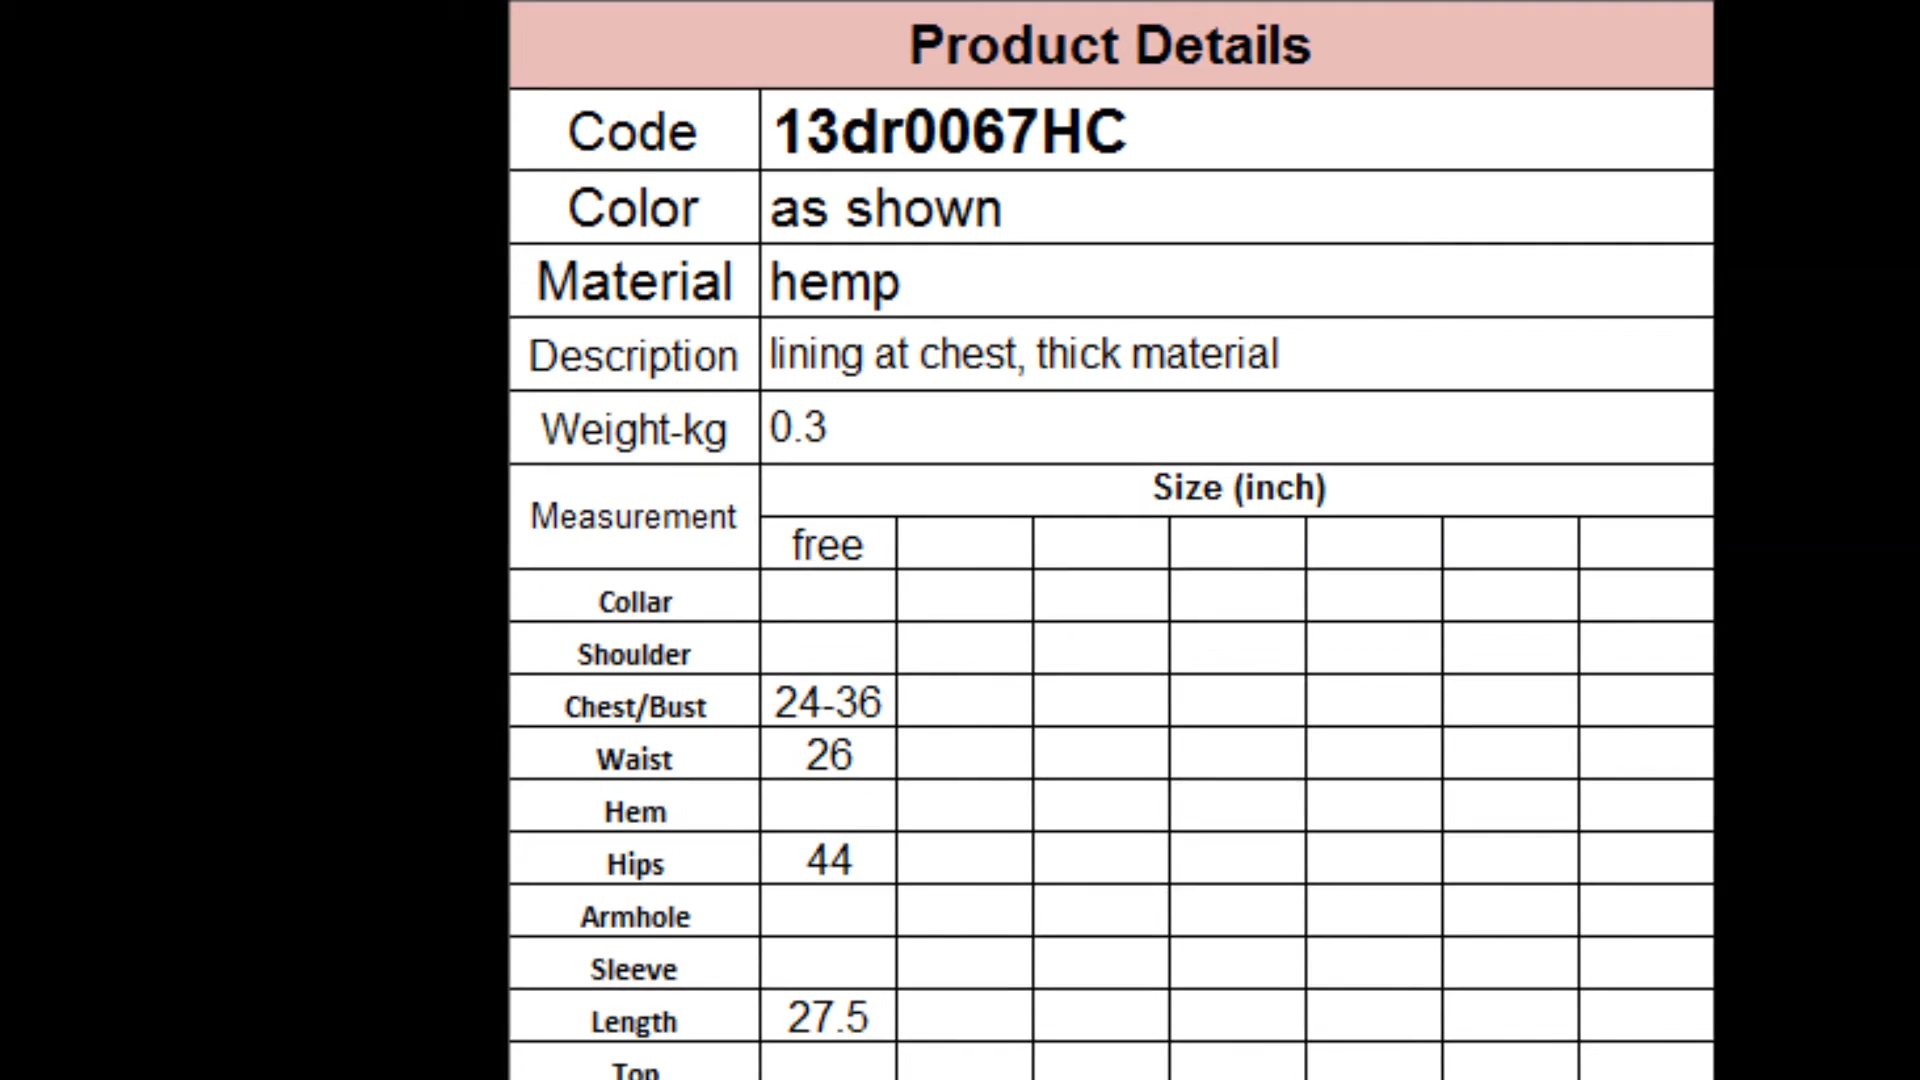 Product Details
Code 13dr0067HC
Color as shown
Material hemp
Description lining at chest, thick material
Weight-kg 0.3
Measurement Size (inch)
free
Collar
Shoulder
Chest/Bust 24-36
Waist 26
Hem
Hips 44
Armhole
Sleeve
Length 27.5
Top